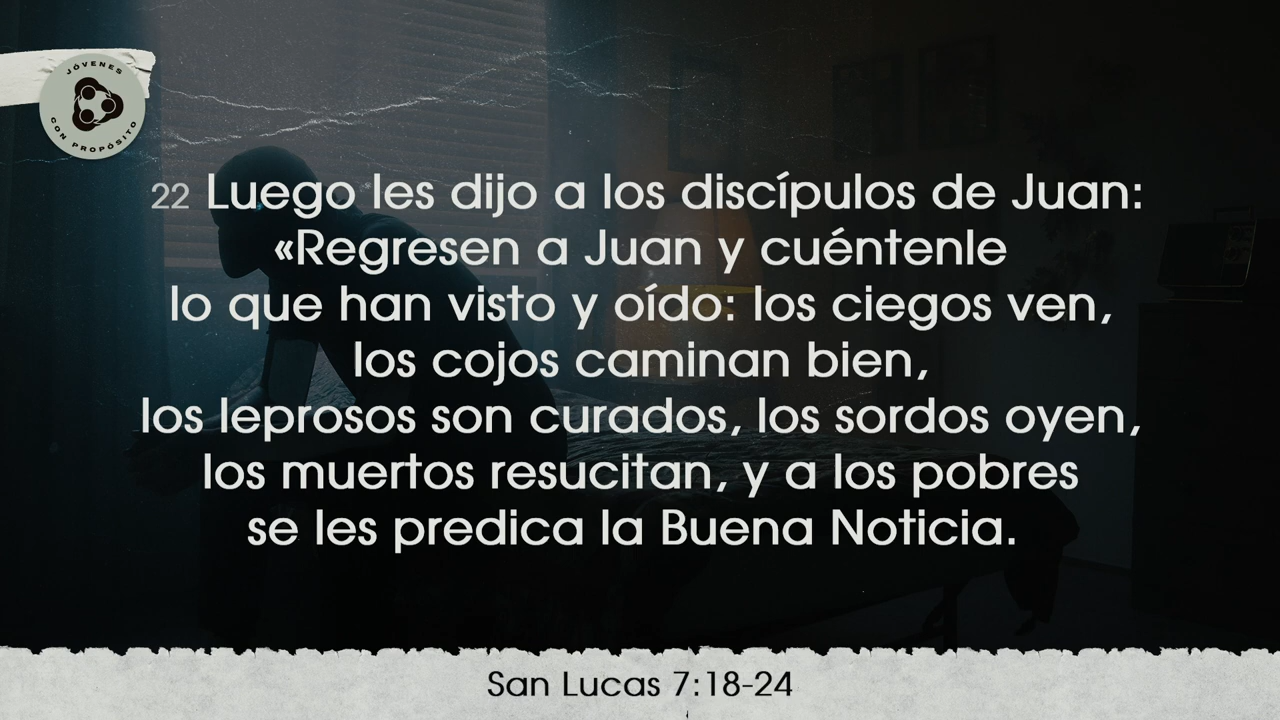 JÓVENES
CON PROPÓSITO
22 Luego les dijo a los discípulos de Juan:
«Regresen a Juan y cuéntenle
lo que han visto y oído: los ciegos ven,
los cojos caminan bien,
los leprosos son curados, los sordos oyen,
los muertos resucitan, y a los pobres
se les predica la Buena Noticia.
San Lucas 7:18-24